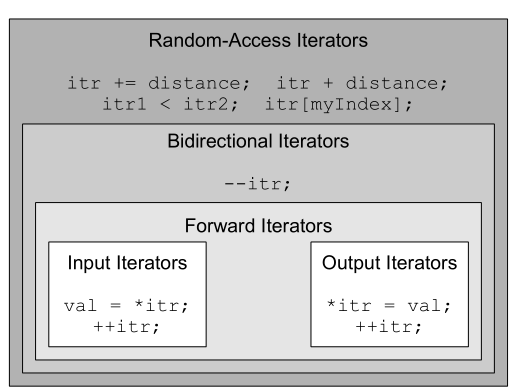 Random-Access Iterators
itr += distance;  itr + distance;
itr1 < itr2;  itr[myIndex];
Bidirectional Iterators
--itr;
Forward Iterators
Input Iterators
val = *itr;
++itr;
Output Iterators
*itr = val;
++itr;